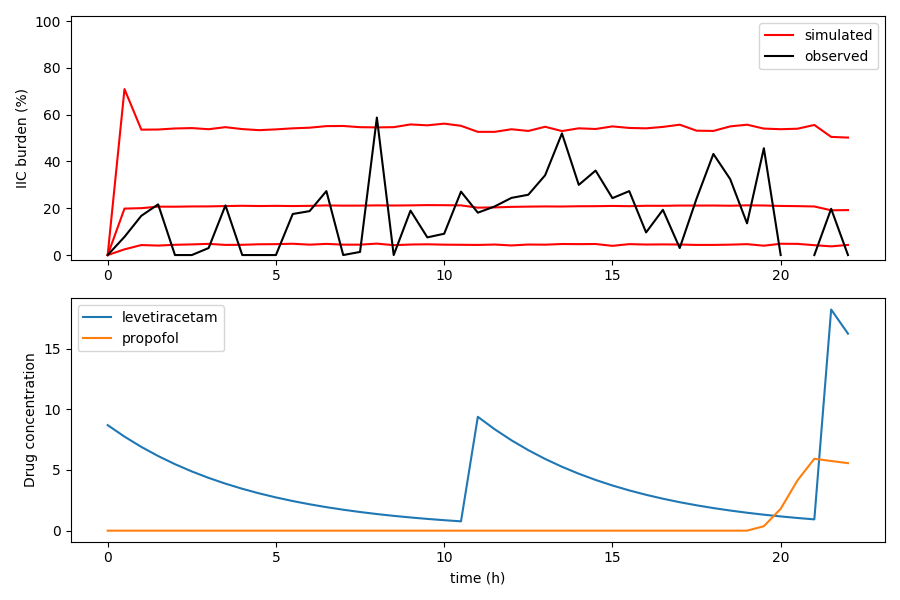 100
80
60
40
20
0
IIC burden (%)
simulated
observed
0 5 10 15 20
15
10
5
0
Drug concentration
levetiracetam
propofol
0 5 10 15 20
time (h)